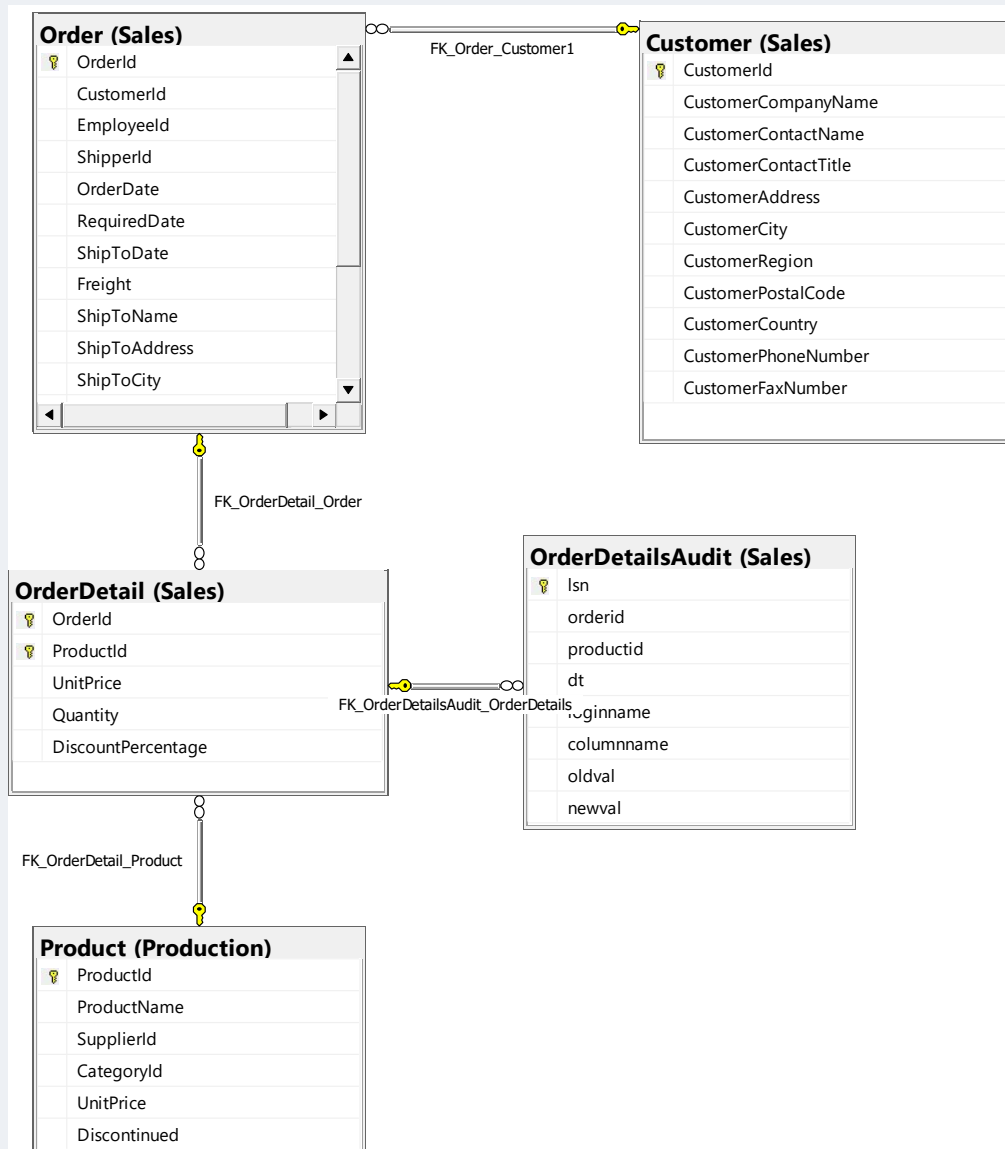 Order (Sales)
OrderId
CustomerId
EmployeeId
ShipperId
OrderDate
RequiredDate
ShipToDate
Freight
ShipToName
ShipToAddress
ShipToCity
FK_Order_Customer1
Customer (Sales)
CustomerId
CustomerCompanyName
CustomerContactName
CustomerContactTitle
CustomerAddress
CustomerCity
CustomerRegion
CustomerPostalCode
CustomerCountry
CustomerPhoneNumber
CustomerFaxNumber
FK_OrderDetail_Order
OrderDetail (Sales)
OrderId
ProductId
UnitPrice
Quantity
DiscountPercentage
FK_OrderDetailsAudit_OrderDetails
OrderDetailsAudit (Sales)
lsn
orderid
productid
dt
loginname
columnname
oldval
newval
FK_OrderDetail_Product
Product (Production)
ProductId
ProductName
SupplierId
CategoryId
UnitPrice
Discontinued